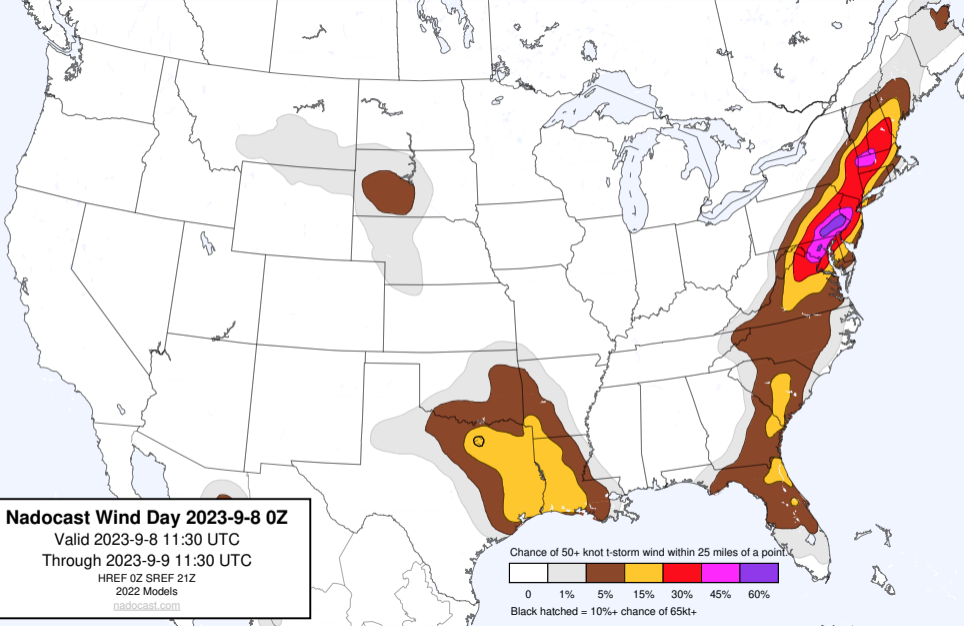 Nadocast Wind Day 2023-9-8 0Z
Valid 2023-9-8 11:30 UTC
Through 2023-9-9 11:30 UTC
HREF 0Z SREF 21Z
2022 Models
nadocast.com
Chance of 50+ knot t-storm wind within 25 miles of a point.
0 1% 5% 15% 30% 45% 60%
Black hatched = 10%+ chance of 65kt+